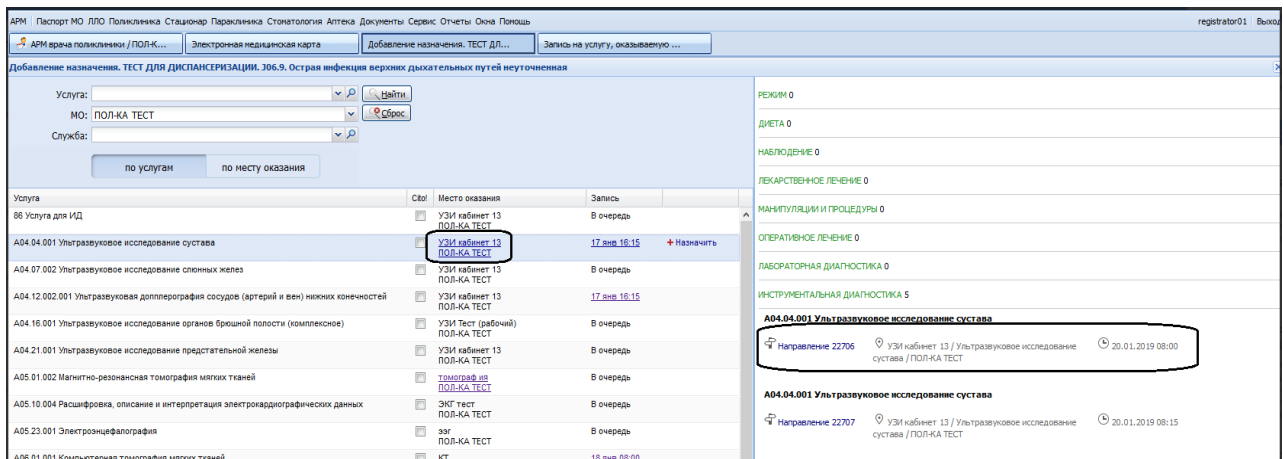 АРМ Паспорт МО ЛЛО Поликлиника Стационар Параклиника Стоматология Аптека Документы Сервис Отчеты Окна Помощь registrator01 Выход
АРМ врача поликлиники / ПОЛ-К... Электронная медицинская карта Добавление назначения. ТЕСТ ДЛ... Запись на услугу, оказываемую ...
Добавление назначения. ТЕСТ ДЛЯ ДИСПАНСЕРИЗАЦИИ. J06.9. Острая инфекция верхних дыхательных путей неуточненная
Услуга: Найти
МО: ПОЛ-КА ТЕСТ Сброс
Служба:
по услугам по месту оказания
Услуга Cito! Место оказания Запись
86 Услуга для ИД УЗИ кабинет 13 В очередь
ПОЛ-КА ТЕСТ
A04.04.001 Ультразвуковое исследование сустава УЗИ кабинет 13 17 янв 16:15 + Назначить
ПОЛ-КА ТЕСТ
A04.07.002 Ультразвуковое исследование слюнных желез УЗИ кабинет 13 В очередь
ПОЛ-КА ТЕСТ
A04.12.002.001 Ультразвуковая допплерография сосудов (артерий и вен) нижних конечностей УЗИ кабинет 13 17 янв 16:15
ПОЛ-КА ТЕСТ
A04.16.001 Ультразвуковое исследование органов брюшной полости (комплексное) УЗИ Тест (рабочий) В очередь
ПОЛ-КА ТЕСТ
A04.21.001 Ультразвуковое исследование предстательной железы УЗИ кабинет 13 В очередь
ПОЛ-КА ТЕСТ
A05.01.002 Магнитно-резонансная томография мягких тканей томограф ия В очередь
ПОЛ-КА ТЕСТ
A05.10.004 Расшифровка, описание и интерпретация электрокардиографических данных ЭКГ тест В очередь
ПОЛ-КА ТЕСТ
A05.23.001 Электроэнцефалография ээг В очередь
ПОЛ-КА ТЕСТ
A06.01.001 Компьютерная томография мягких тканей КТ 18 янв 08:00
РЕЖИМ 0
ДИЕТА 0
НАБЛЮДЕНИЕ 0
ЛЕКАРСТВЕННОЕ ЛЕЧЕНИЕ 0
МАНИПУЛЯЦИИ И ПРОЦЕДУРЫ 0
ОПЕРАТИВНОЕ ЛЕЧЕНИЕ 0
ЛАБОРАТОРНАЯ ДИАГНОСТИКА 0
ИНСТРУМЕНТАЛЬНАЯ ДИАГНОСТИКА 5
A04.04.001 Ультразвуковое исследование сустава
Направление 22706 УЗИ кабинет 13 / Ультразвуковое исследование 20.01.2019 08:00
сустава / ПОЛ-КА ТЕСТ
A04.04.001 Ультразвуковое исследование сустава
Направление 22707 УЗИ кабинет 13 / Ультразвуковое исследование 20.01.2019 08:15
сустава / ПОЛ-КА ТЕСТ